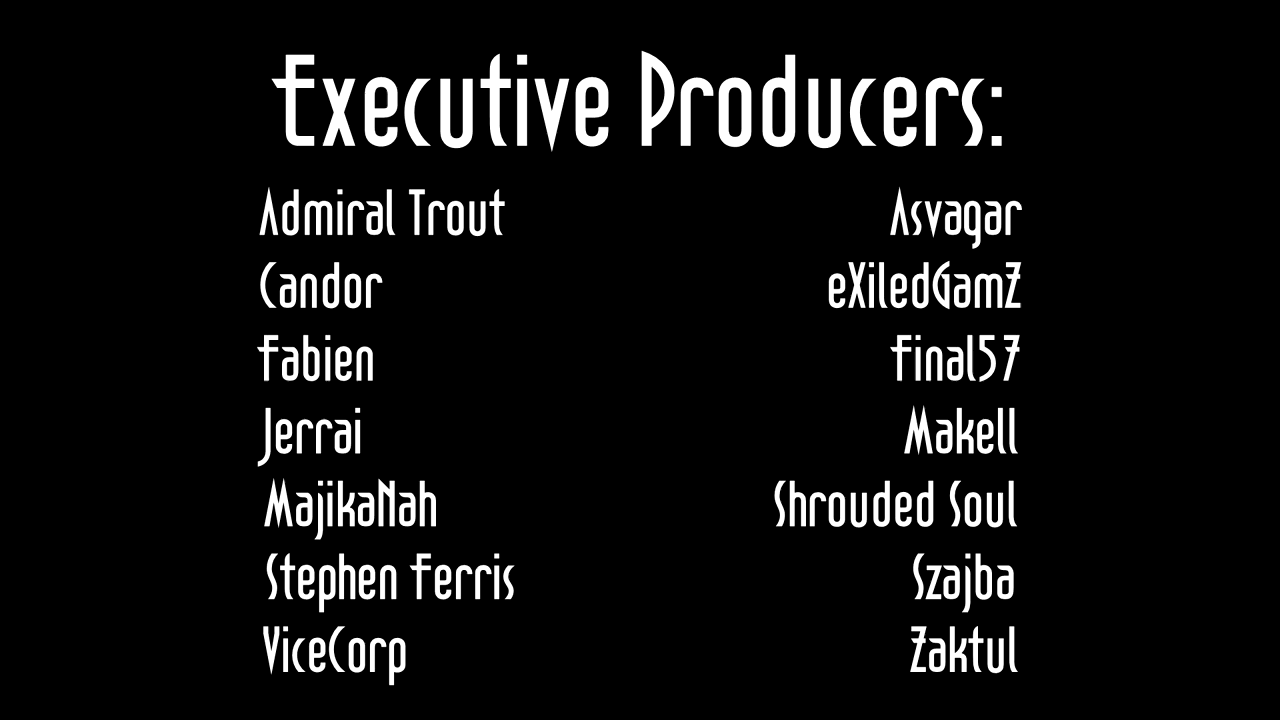 Executive Producers:
Admiral Trout
Asvagar
Candor
eXiledGamZ
Fabien
Final57
Jerrai
Makell
MajikaNah
Shrouded Soul
Stephen Ferris
Szajba
ViceCorp
Zaktul